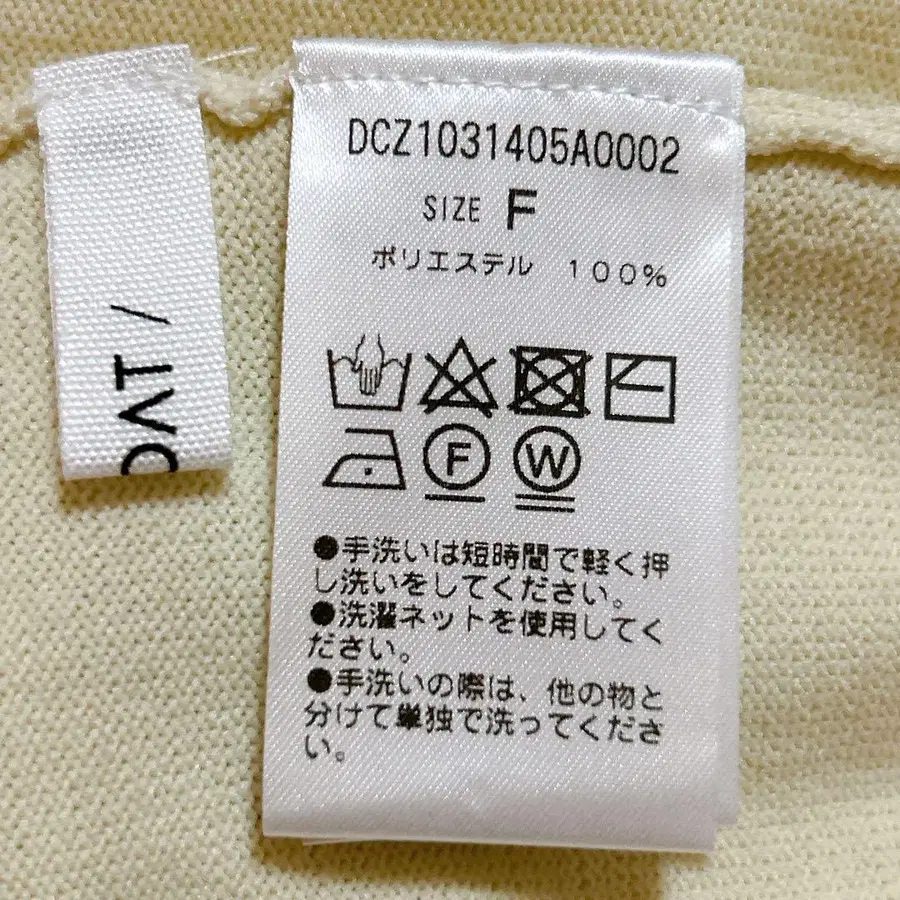 DCZ1031405A0002
SIZE F
ポリエステル 100%
F W
●手洗いは短時間で軽く押
し洗いをしてください。
●洗濯ネットを使用してく
ださい。
●手洗いの際は、他の物と
分けて単独で洗ってくださ
い。